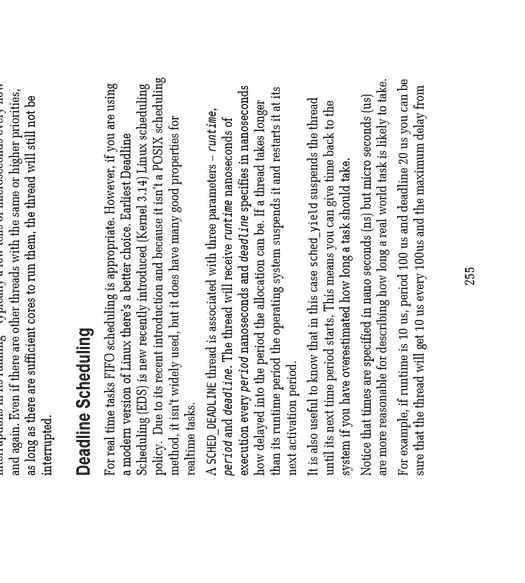 and again. Even if there are other threads with the same or higher priorities,
as long as there are sufficient cores to run them, the thread will still not be
interrupted.
Deadline Scheduling
For real time tasks FIFO scheduling is appropriate. However, if you are using
a modern version of Linux there's a better choice. Earliest Deadline
Scheduling (EDS) is new recently introduced (Kernel 3.14) Linux scheduling
policy. Due to its recent introduction and because it isn't a POSIX scheduling
method, it isn't widely used, but it does have many good properties for
realtime tasks.
A SCHED_DEADLINE thread is associated with three parameters – runtime,
period and deadline. The thread will receive runtime nanoseconds of
execution every period nanoseconds and deadline specifies in nanoseconds
how delayed into the period the allocation can be. If a thread takes longer
than its runtime period the operating system suspends it and restarts it at its
next activation period.
It is also useful to know that in this case sched_yield suspends the thread
until its next time period starts. This means you can give time back to the
system if you have overestimated how long a task should take.
Notice that times are specified in nano seconds (ns) but micro seconds (us)
are more reasonable for describing how long a real world task is likely to take.
For example, if runtime is 10 us, period 100 us and deadline 20 us you can be
sure that the thread will get 10 us every 100us and the maximum delay from
255